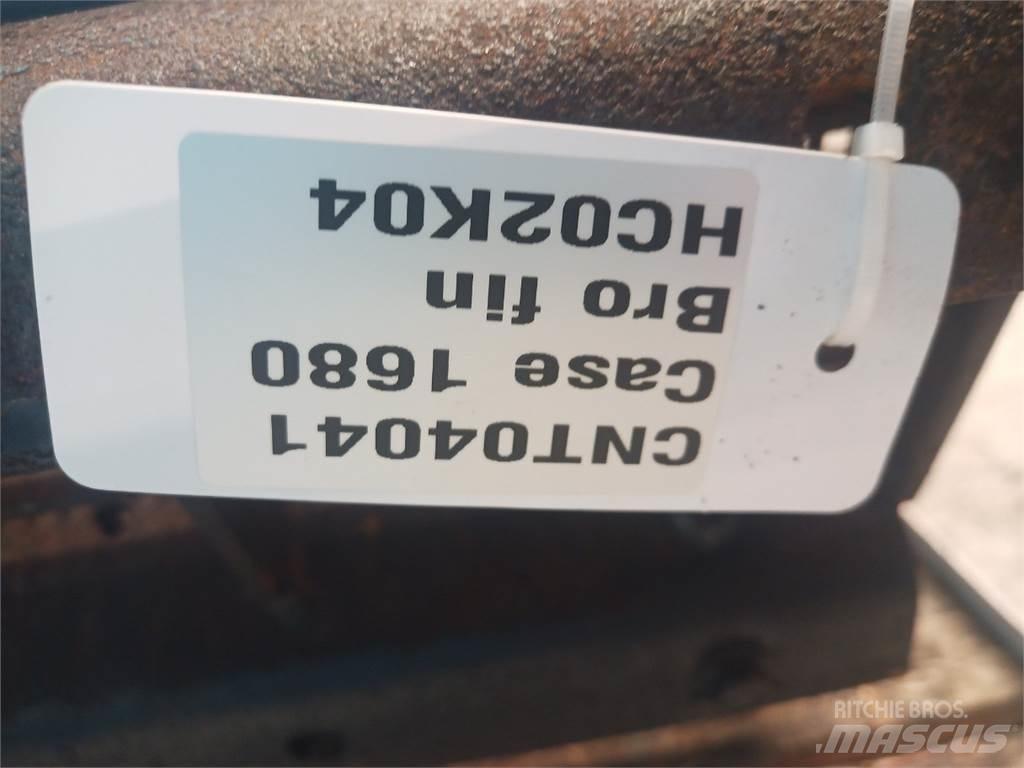 CNT04041
Case 1680
Bro fin
HC02K04
RITCHIE BROS.
MASCUS